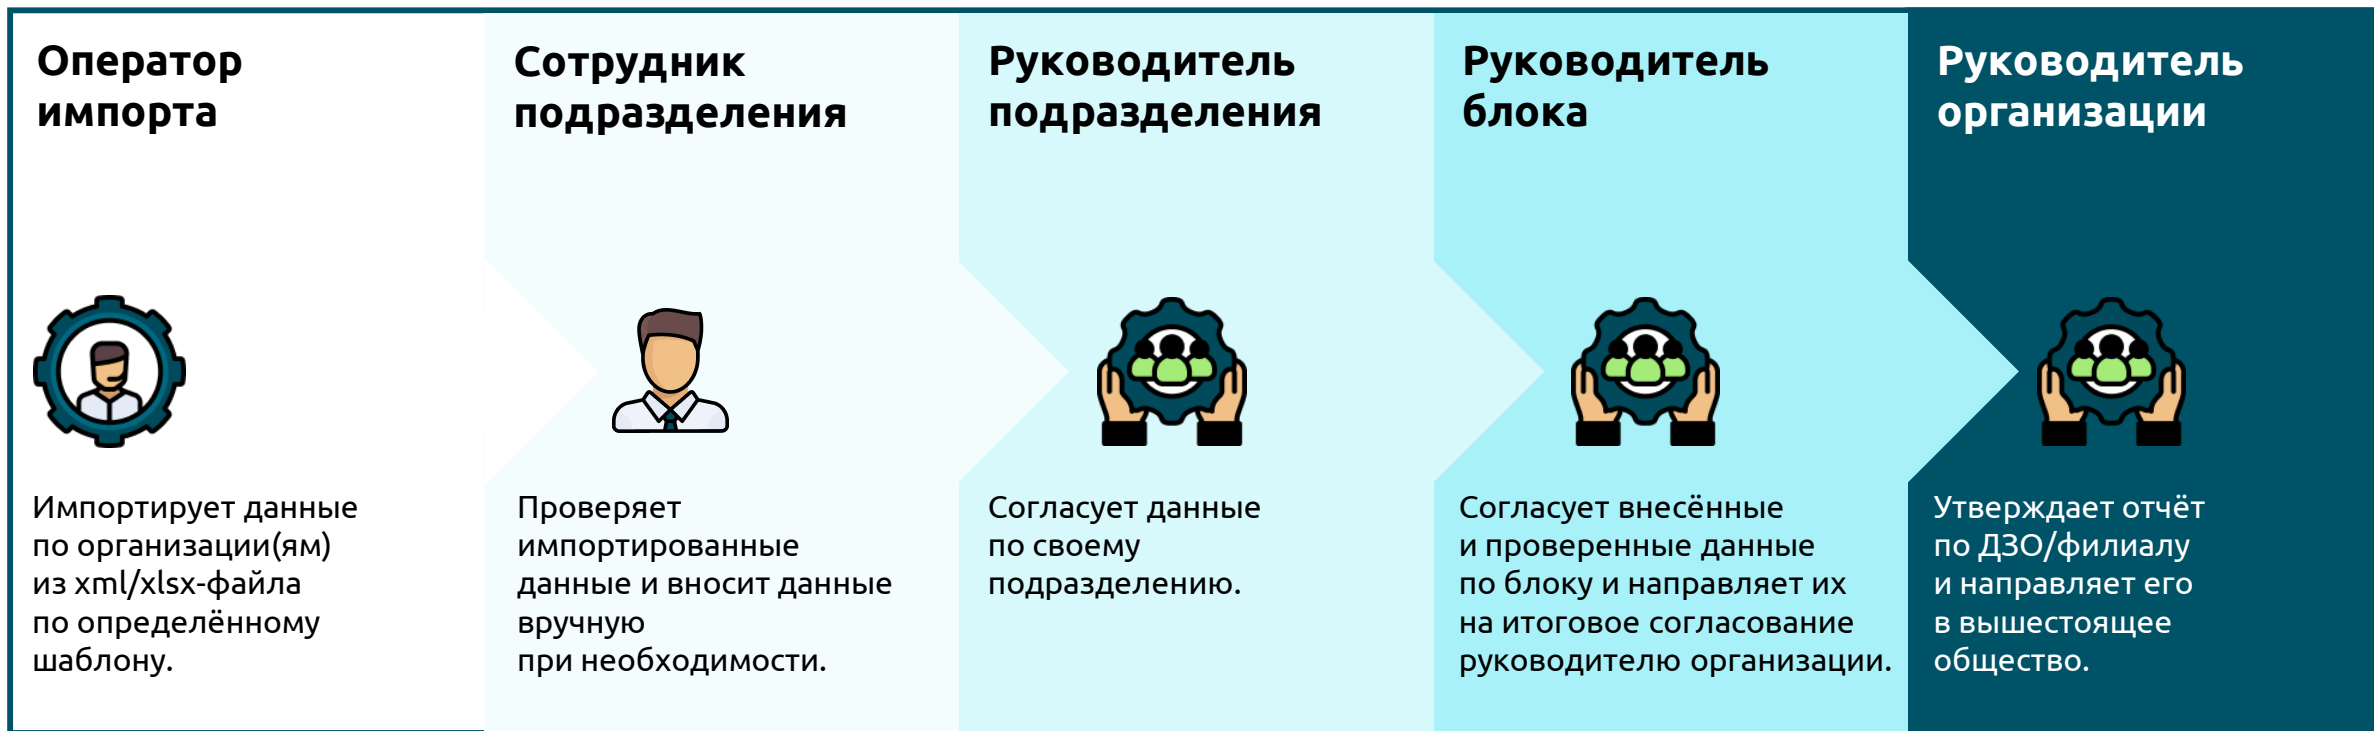 Оператор
импорта
Импортирует данные
по организации(ям)
из xml/xlsx-файла
по определённому
шаблону.
Сотрудник
подразделения
Проверяет
импортированные
данные и вносит данные
вручную
при необходимости.
Руководитель
подразделения
Согласует данные
по своему
подразделению.
Руководитель
блока
Согласует внесённые
и проверенные данные
по блоку и направляет их
на итоговое согласование
руководителю организации.
Руководитель
организации
Утверждает отчёт
по ДЗО/филиалу
и направляет его
в вышестоящее
общество.